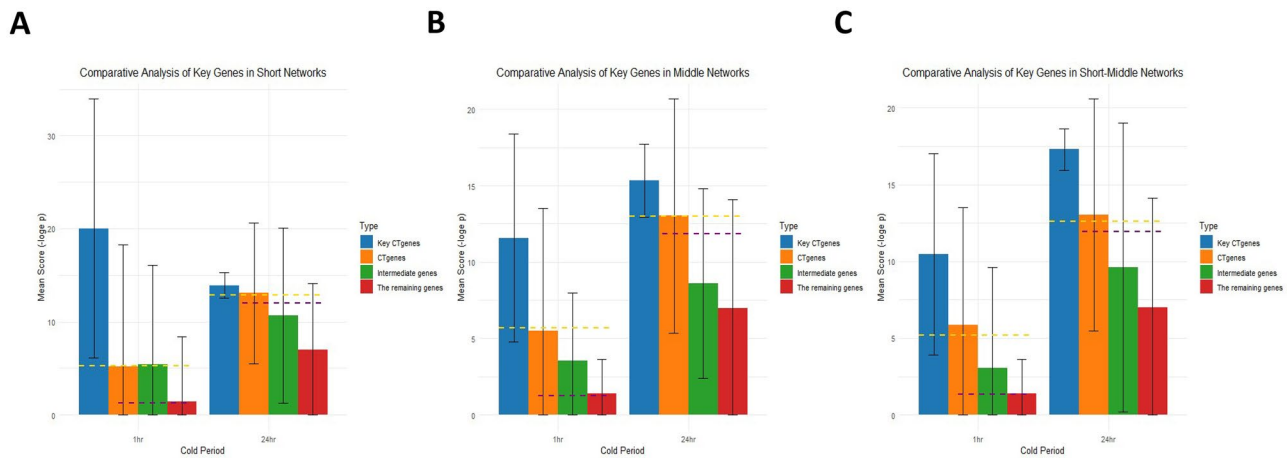 A
Comparative Analysis of Key Genes in Short Networks
Mean Score (-loge p)
30
20
10
0
1hr
24hr
Cold Period
Type
Key CTgenes
CTgenes
Intermediate genes
The remaining genes
B
Comparative Analysis of Key Genes in Middle Networks
Mean Score (-loge p)
20
15
10
5
0
1hr
24hr
Cold Period
Type
Key CTgenes
CTgenes
Intermediate genes
The remaining genes
C
Comparative Analysis of Key Genes in Short-Middle Networks
Mean Score (-loge p)
20
15
10
5
0
1hr
24hr
Cold Period
Type
Key CTgenes
CTgenes
Intermediate genes
The remaining genes